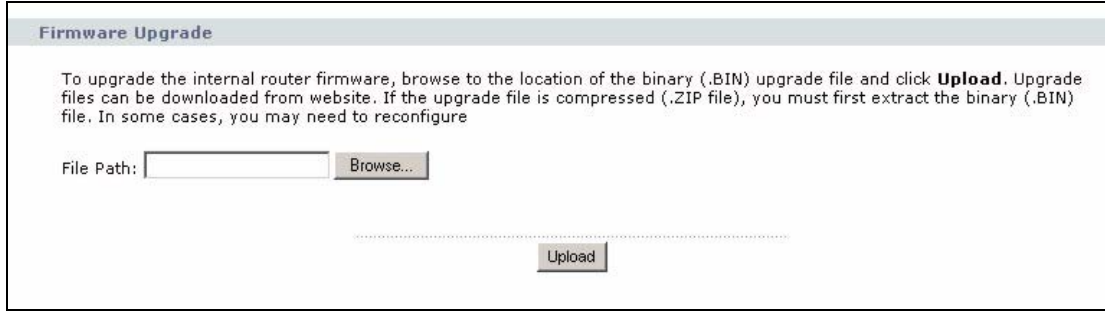 Firmware Upgrade
To upgrade the internal router firmware, browse to the location of the binary (.BIN) upgrade file and click Upload. Upgrade
files can be downloaded from website. If the upgrade file is compressed (.ZIP file), you must first extract the binary (.BIN)
file. In some cases, you may need to reconfigure
File Path: Browse...
Upload